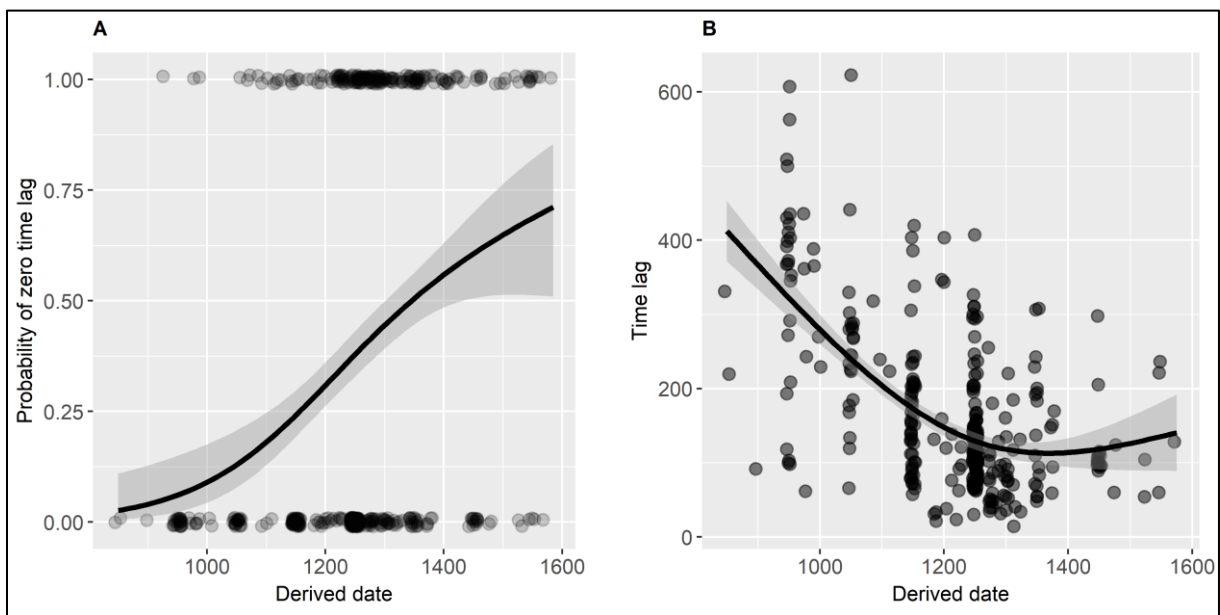 A
Probability of zero time lag
1.00
0.75
0.50
0.25
0.00
1000 1200 1400 1600
Derived date
B
Time lag
600
400
200
0
1000 1200 1400 1600
Derived date